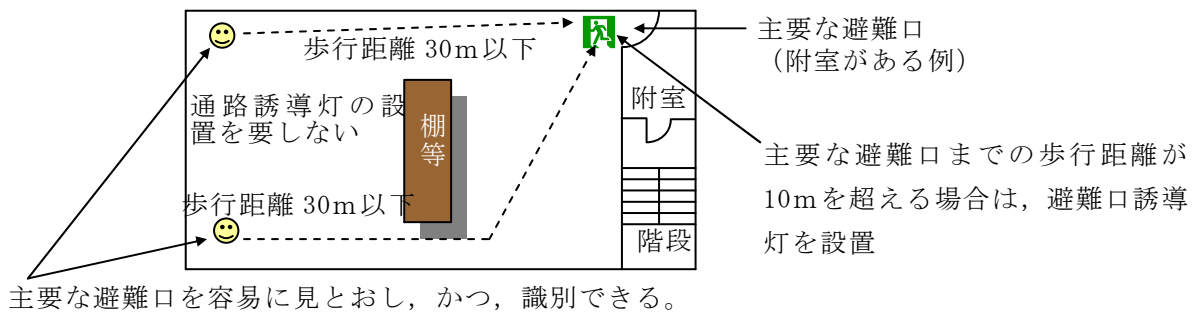 主要な避難口
（附室がある例）
歩行距離 30ｍ以下
通路誘導灯の設
置を要しない
棚等
附室
主要な避難口までの歩行距離が
10ｍを超える場合は，避難口誘導
灯を設置
歩行距離 30ｍ以下
階段
主要な避難口を容易に見とおし，かつ，識別できる。